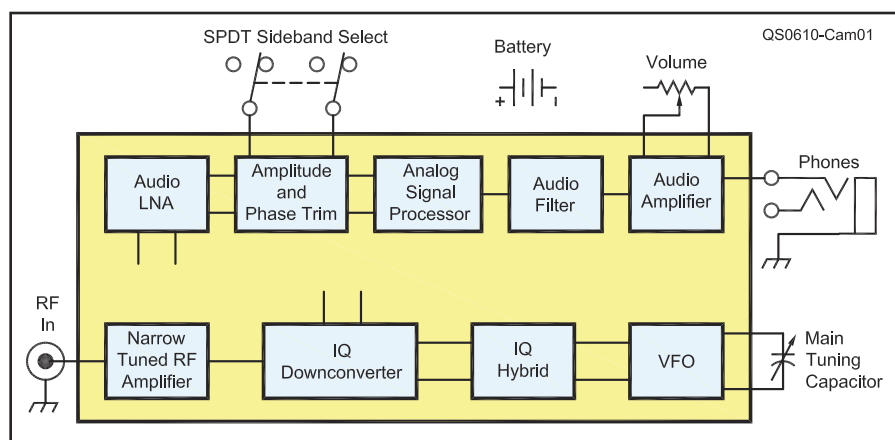 QS0610-Cam01
SPDT Sideband Select
Battery
+
-
Volume
Audio
LNA
Amplitude
and
Phase Trim
Analog
Signal
Processor
Audio
Filter
Audio
Amplifier
Phones
RF
In
Narrow
Tuned RF
Amplifier
IQ
Downconverter
IQ
Hybrid
VFO
Main
Tuning
Capacitor